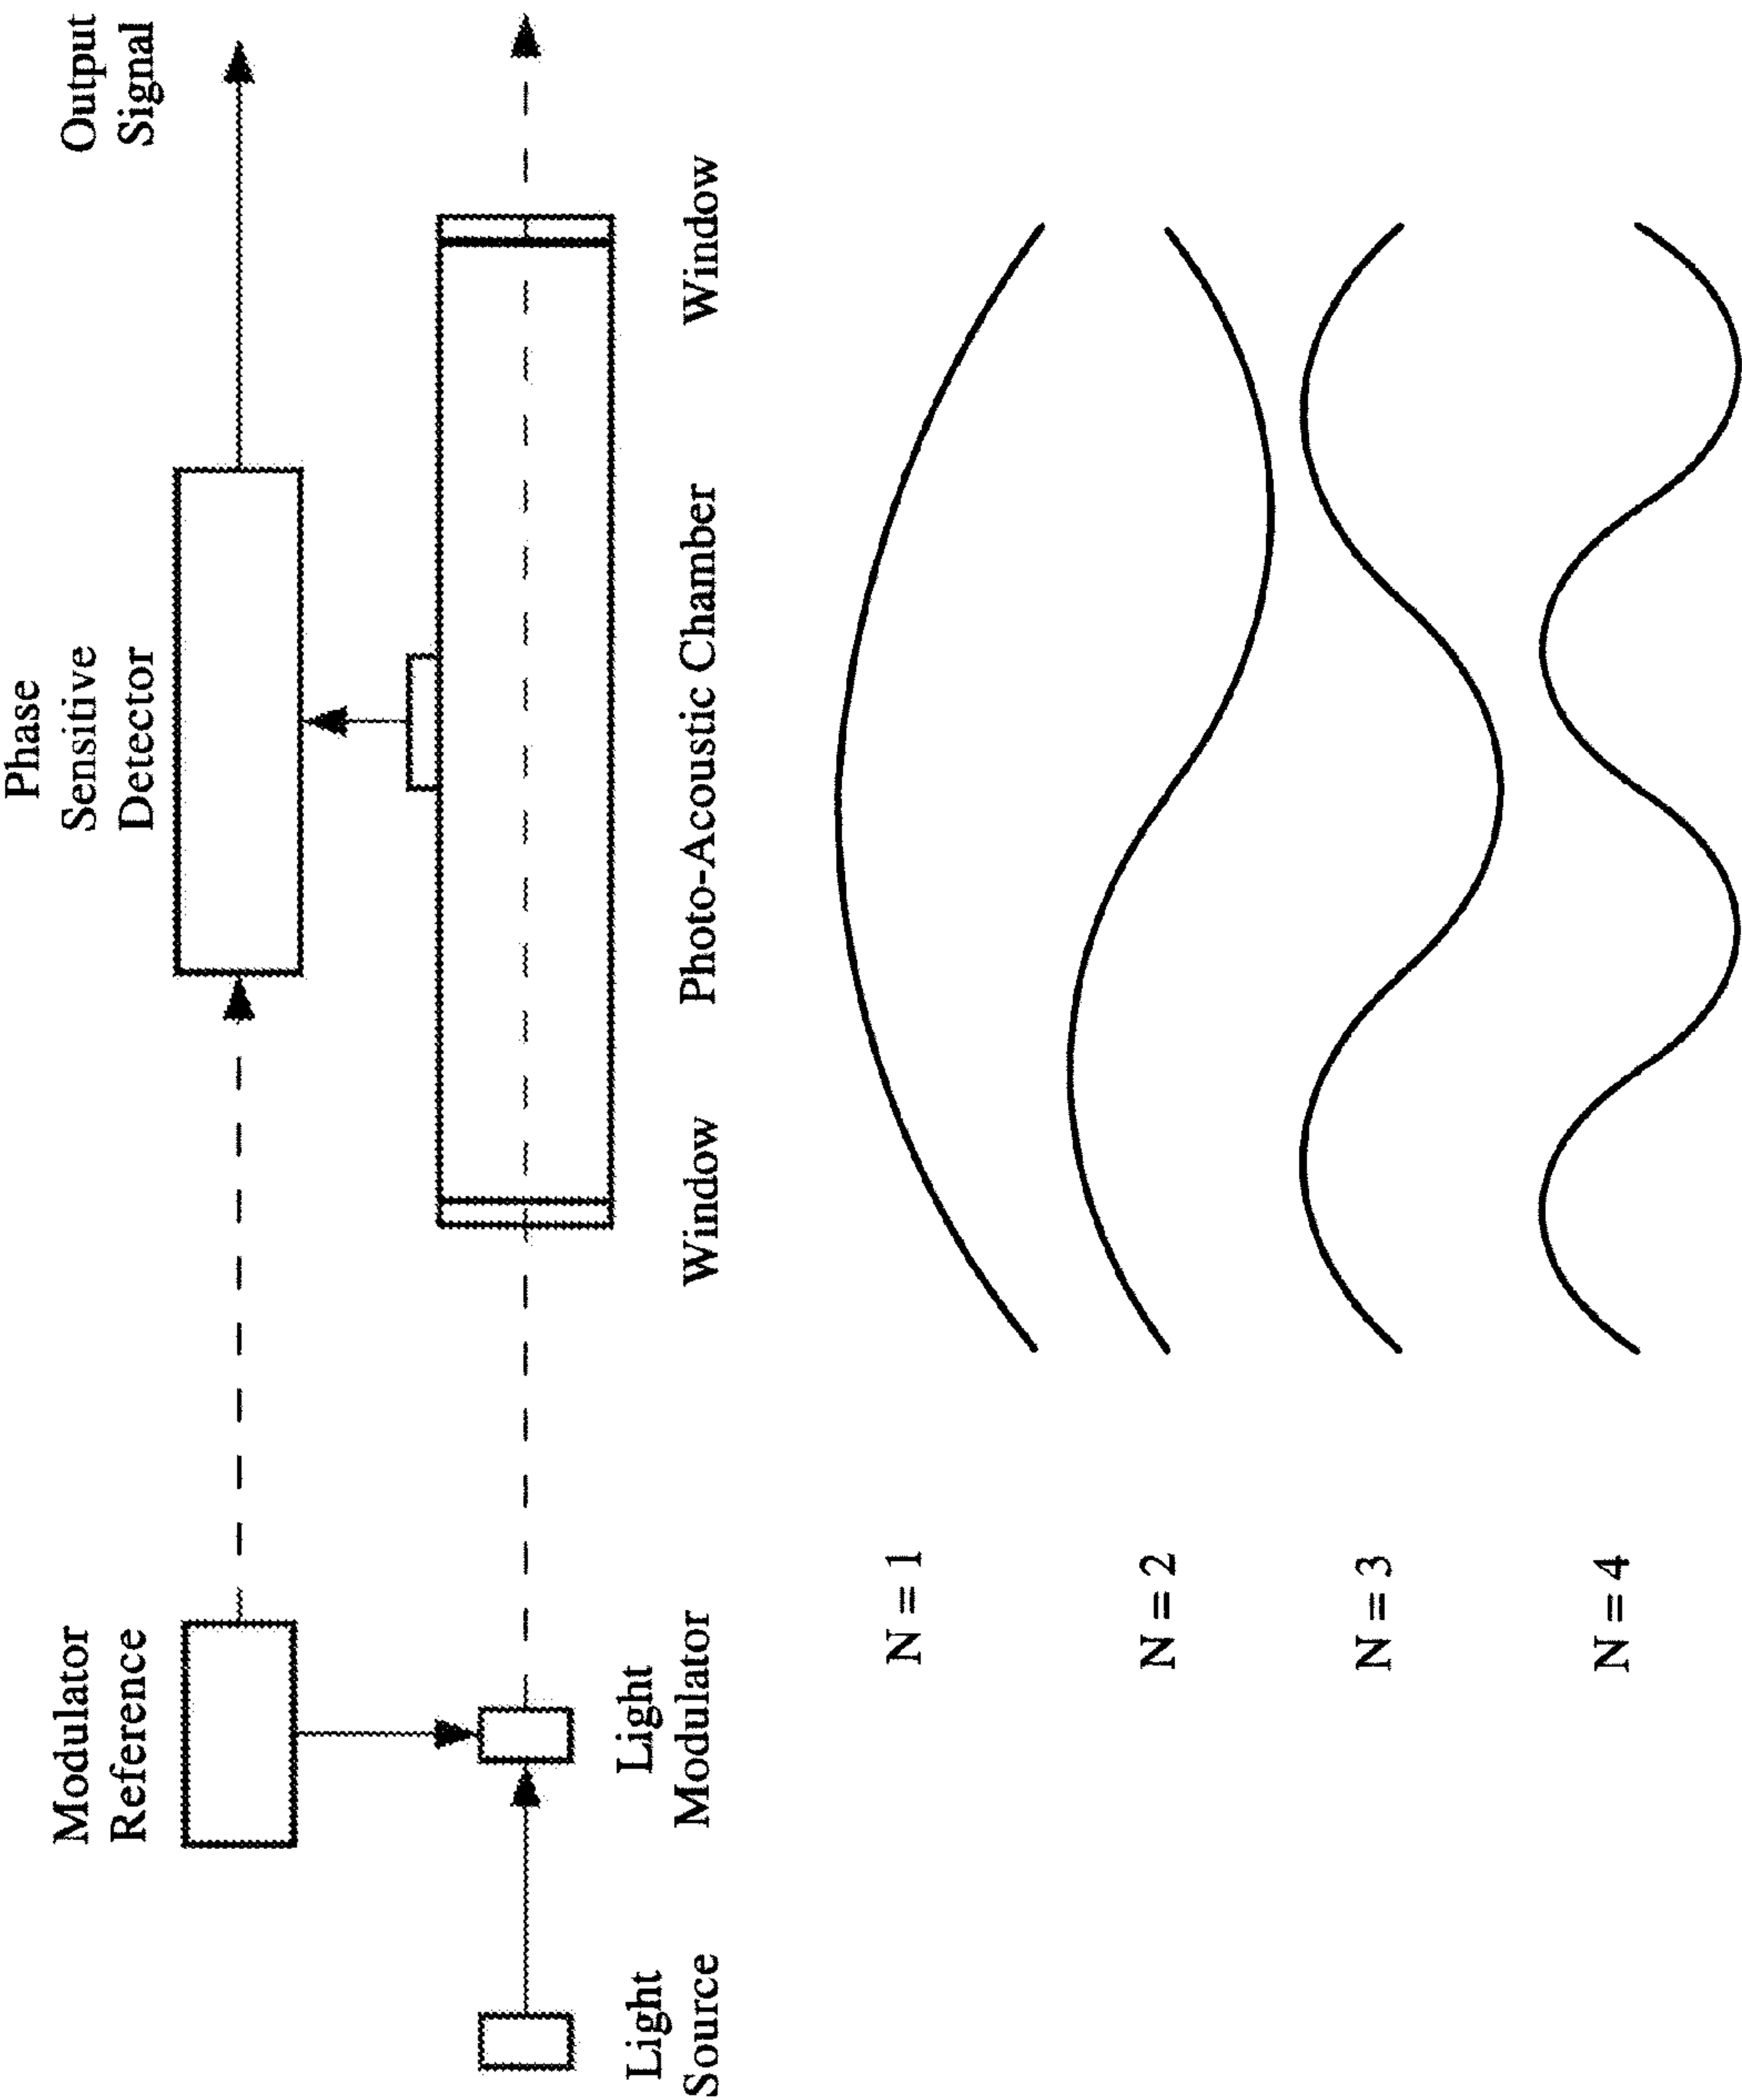 Modulator
Reference
Phase
Sensitive
Detector
Output
Signal
Light
Source
Light
Modulator
Window
Photo-Acoustic Chamber
Window
N = 1
N = 2
N = 3
N = 4